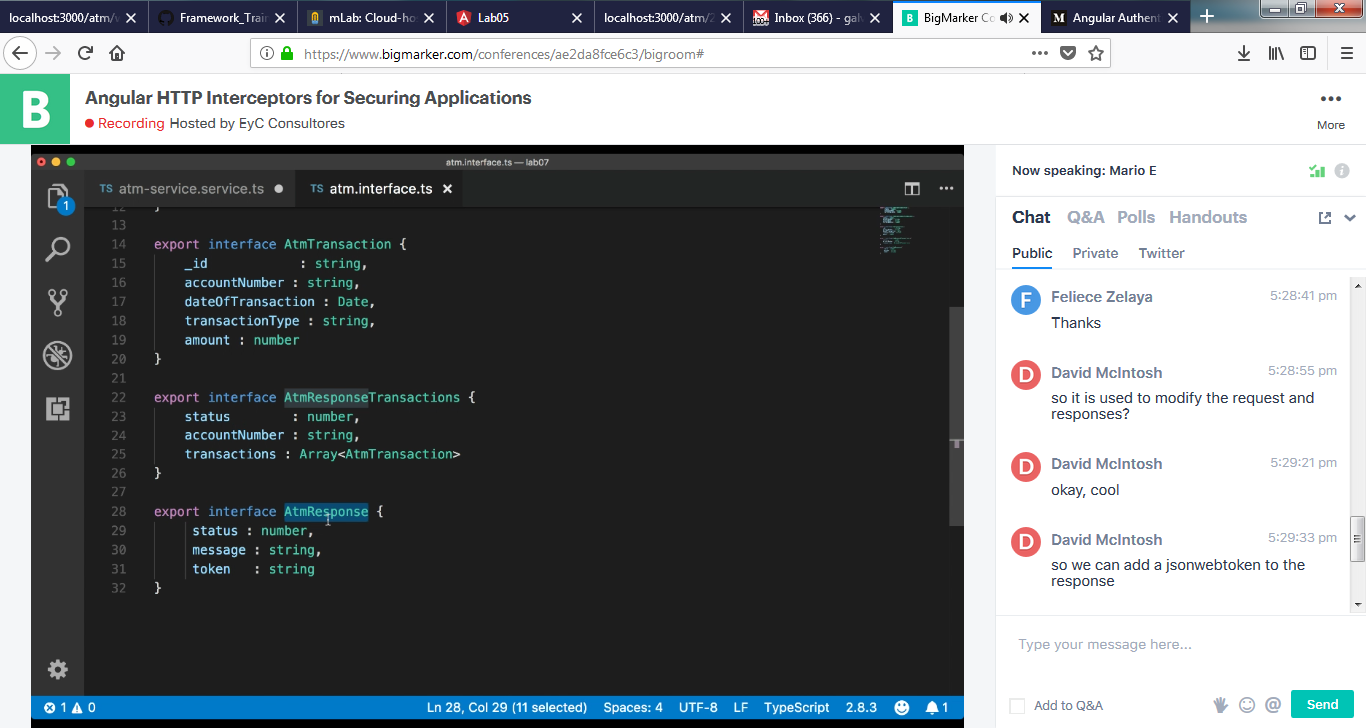 localhost:3000/atm/v
Framework_Train
mLab: Cloud-ho
Lab05
localhost:3000/atm/2
Inbox (366) - gal
BigMarker Co
Angular Authent
https://www.bigmarker.com/conferences/ae2da8fce6c3/bigroom#
B
Angular HTTP Interceptors for Securing Applications
Recording Hosted by EyC Consultores
More
atm.interface.ts — lab07
TS atm-service.service.ts
TS atm.interface.ts
1
12 }
13
14 export interface AtmTransaction {
15 _id : string,
16 accountNumber : string,
17 dateOfTransaction : Date,
18 transactionType : string,
19 amount : number
20 }
21
22 export interface AtmResponseTransactions {
23 status : number,
24 accountNumber : string,
25 transactions : Array<AtmTransaction>
26 }
27
28 export interface AtmResponse {
29 status : number,
30 message : string,
31 token : string
32 }
1 0 Ln 28, Col 29 (11 selected) Spaces: 4 UTF-8 LF TypeScript 2.8.3 1
Now speaking: Mario E
Chat Q&A Polls Handouts
Public Private Twitter
F Feliece Zelaya 5:28:41 pm
Thanks
D David McIntosh 5:28:55 pm
so it is used to modify the request and
responses?
D David McIntosh 5:29:21 pm
okay, cool
D David McIntosh 5:29:33 pm
so we can add a jsonwebtoken to the
response
Type your message here...
Add to Q&A
@
Send